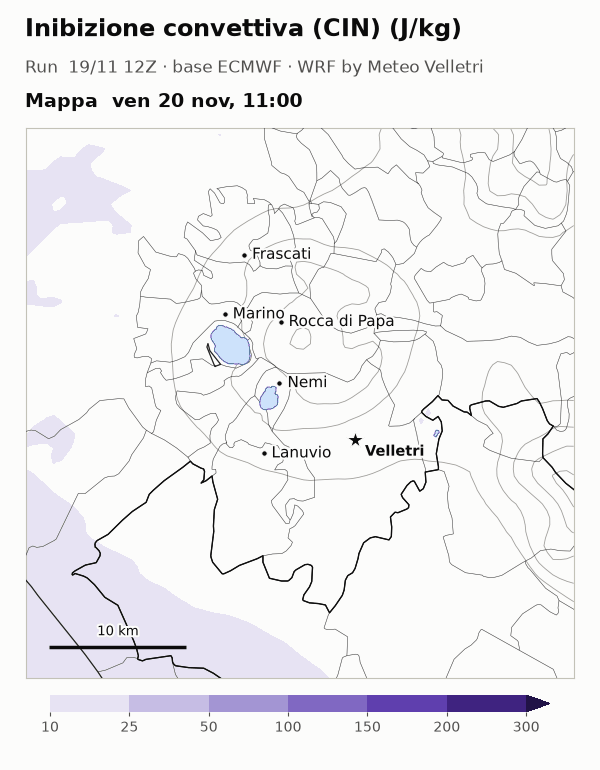 Inibizione convettiva (CIN) (J/kg)
Run  19/11 12Z · base ECMWF · WRF by Meteo Velletri
Mappa  ven 20 nov, 11:00
Frascati
Marino
Rocca di Papa
Nemi
Velletri
Lanuvio
10 km
10 25 50 100 150 200 300